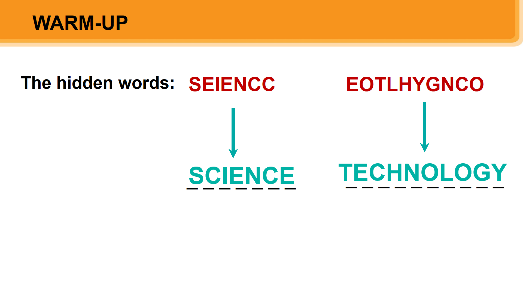 WARM-UP
The hidden words: SEIENCC EOTLHYGNCO
SCIENCE TECHNOLOGY